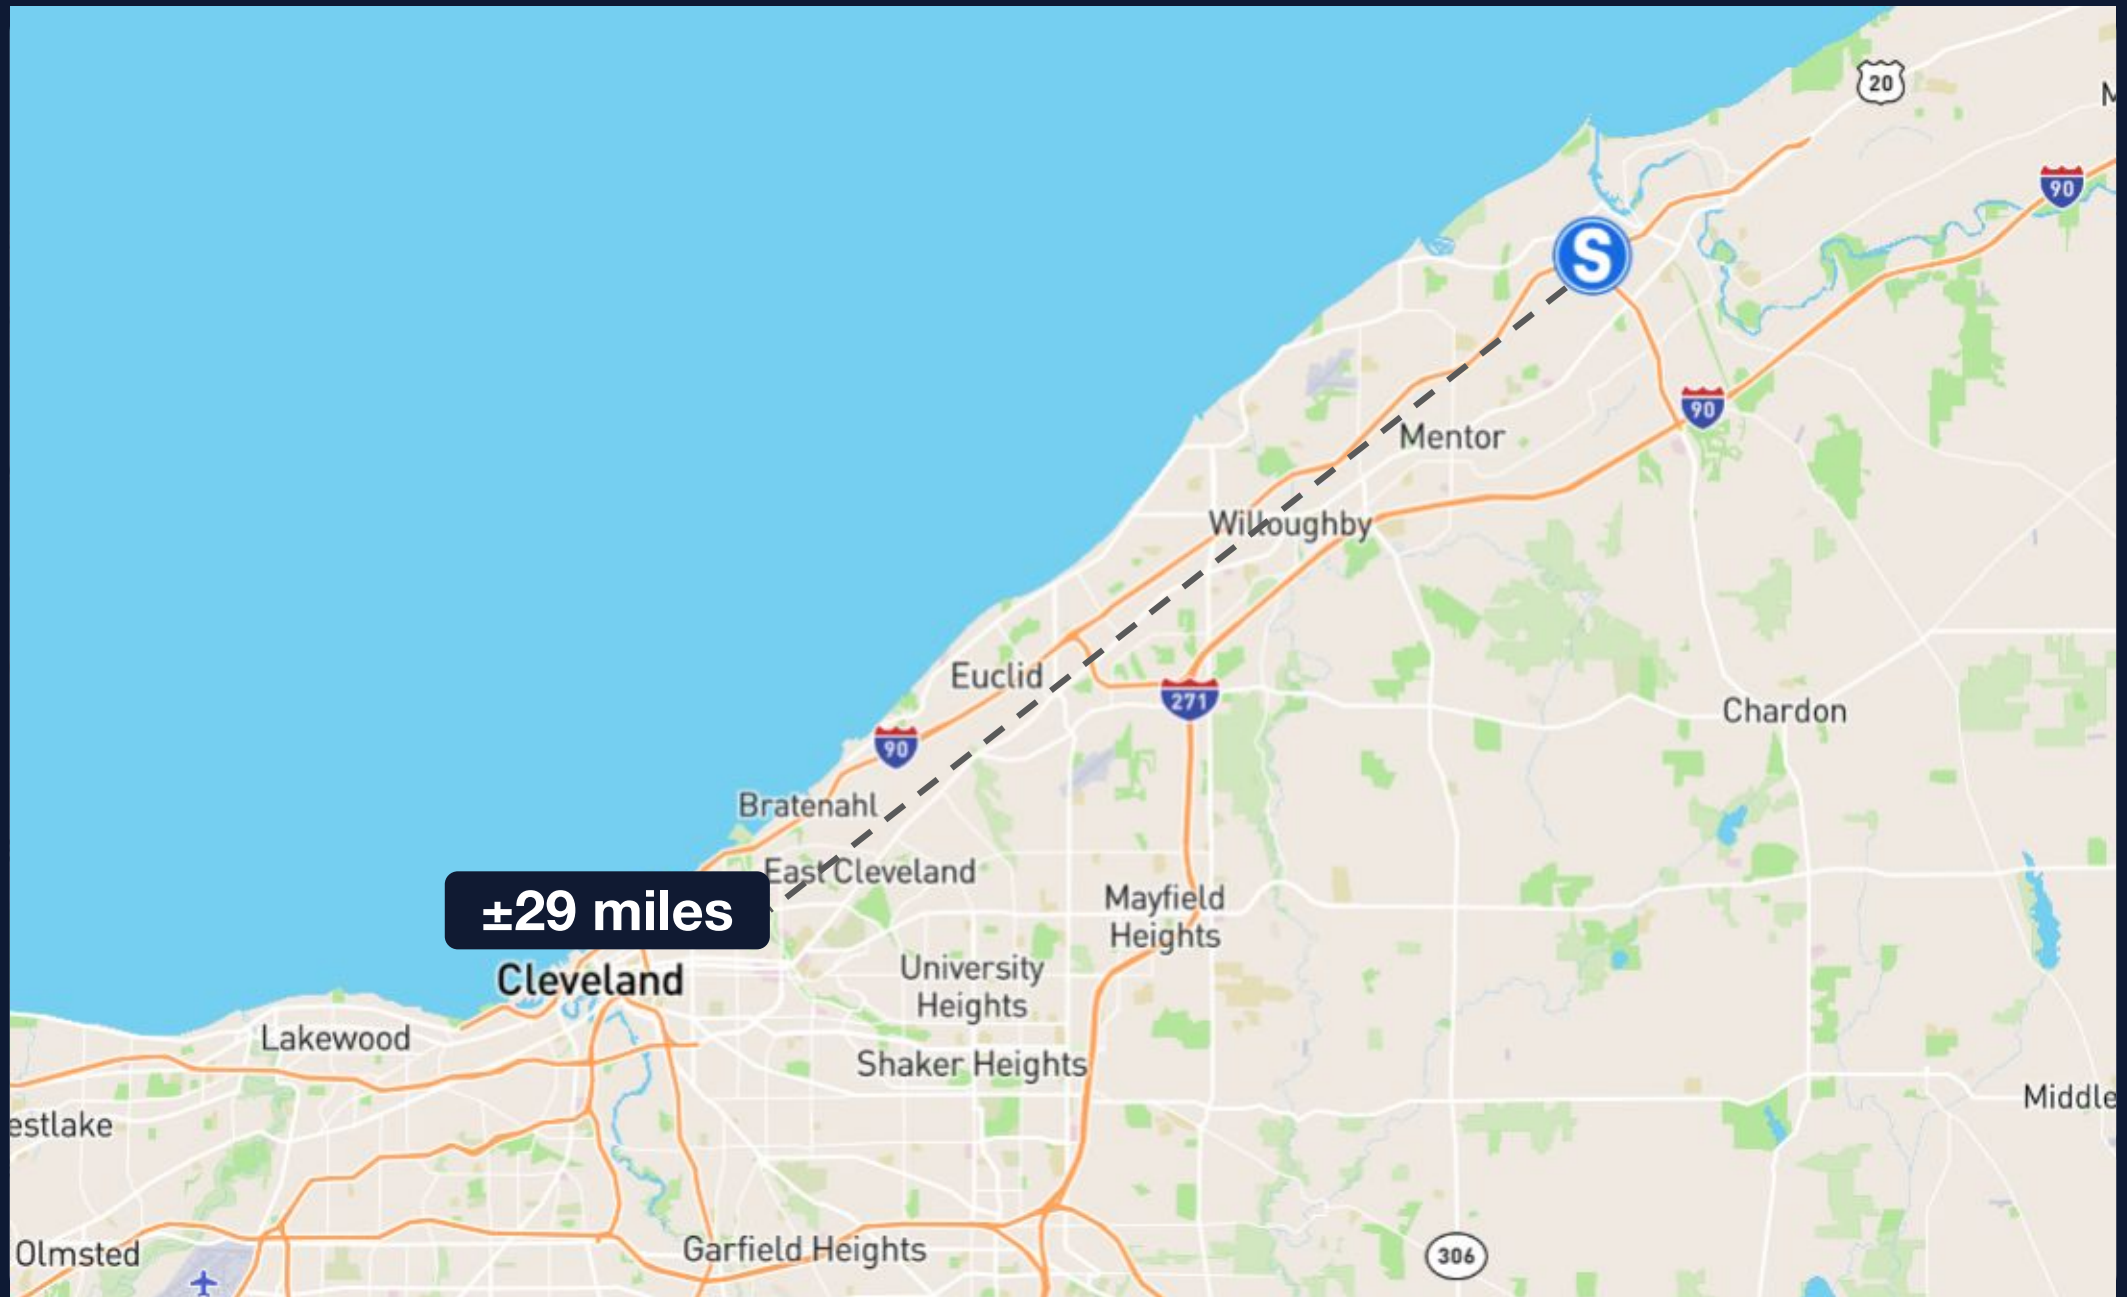 20
M
90
S
90
Mentor
Willoughby
Euclid
271
Chardon
90
Bratenahl
East Cleveland
±29 miles
Mayfield
Heights
Cleveland
University
Heights
Lakewood
Shaker Heights
Middle
estlake
Garfield Heights
Olmsted
306